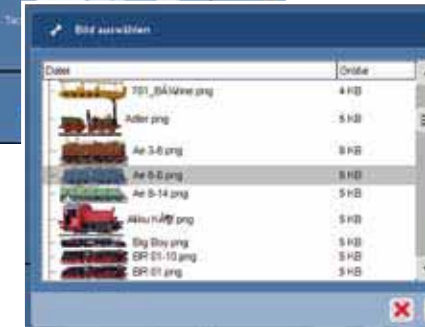 Bild auswählen
Datei Größe
Adler.png 5 KB
Ae 3-6.png 8 KB
Ae 6-6.png 8 KB
Ae 8-14.png 5 KB
5 KB
Big Boy.png 5 KB
BR 01-10.png 5 KB
BR 01.png 5 KB